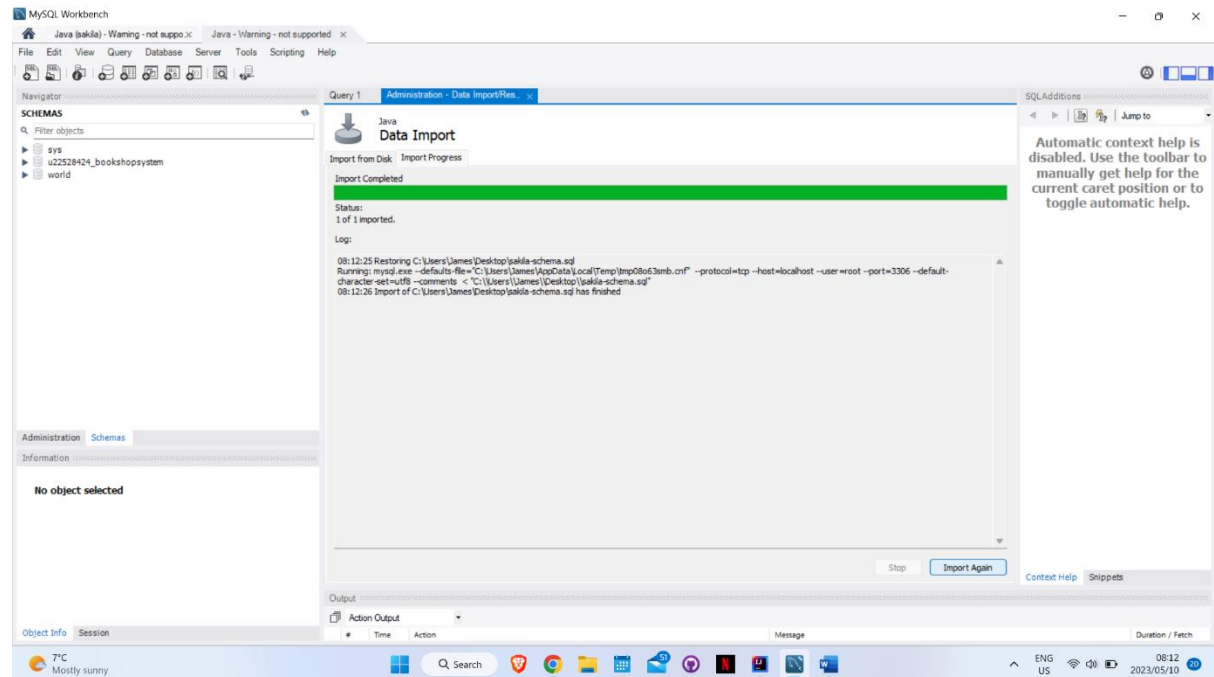 MySQL Workbench
Java (sakila) - Warning - not suppo
Java - Warning - not supported
File Edit View Query Database Server Tools Scripting Help
Navigator
SCHEMAS
Filter objects
sys
u22528424_bookshopsystem
world
Administration Schemas
Information
No object selected
Object Info Session
Query 1
Administration - Data Import/Res...
Java
Data Import
Import from Disk Import Progress
Import Completed
Status:
1 of 1 imported.
Log:
08:12:25 Restoring C:\Users\James\Desktop\sakila-schema.sql
Running: mysql.exe --defaults-file="C:\Users\James\AppData\Local\Temp\tmp08o63smb.cnf" --protocol=tcp --host=localhost --user=root --port=3306 --default-
character-set=utf8 --comments < "C:\\Users\\James\\Desktop\\sakila-schema.sql"
08:12:26 Import of C:\Users\James\Desktop\sakila-schema.sql has finished
Stop Import Again
Output
Action Output
# Time Action Message Duration / Fetch
SQLAdditions
Jump to
Automatic context help is
disabled. Use the toolbar to
manually get help for the
current caret position or to
toggle automatic help.
Context Help Snippets
7°C
Mostly sunny
Search
51
ENG
US
08:12
2023/05/10
20